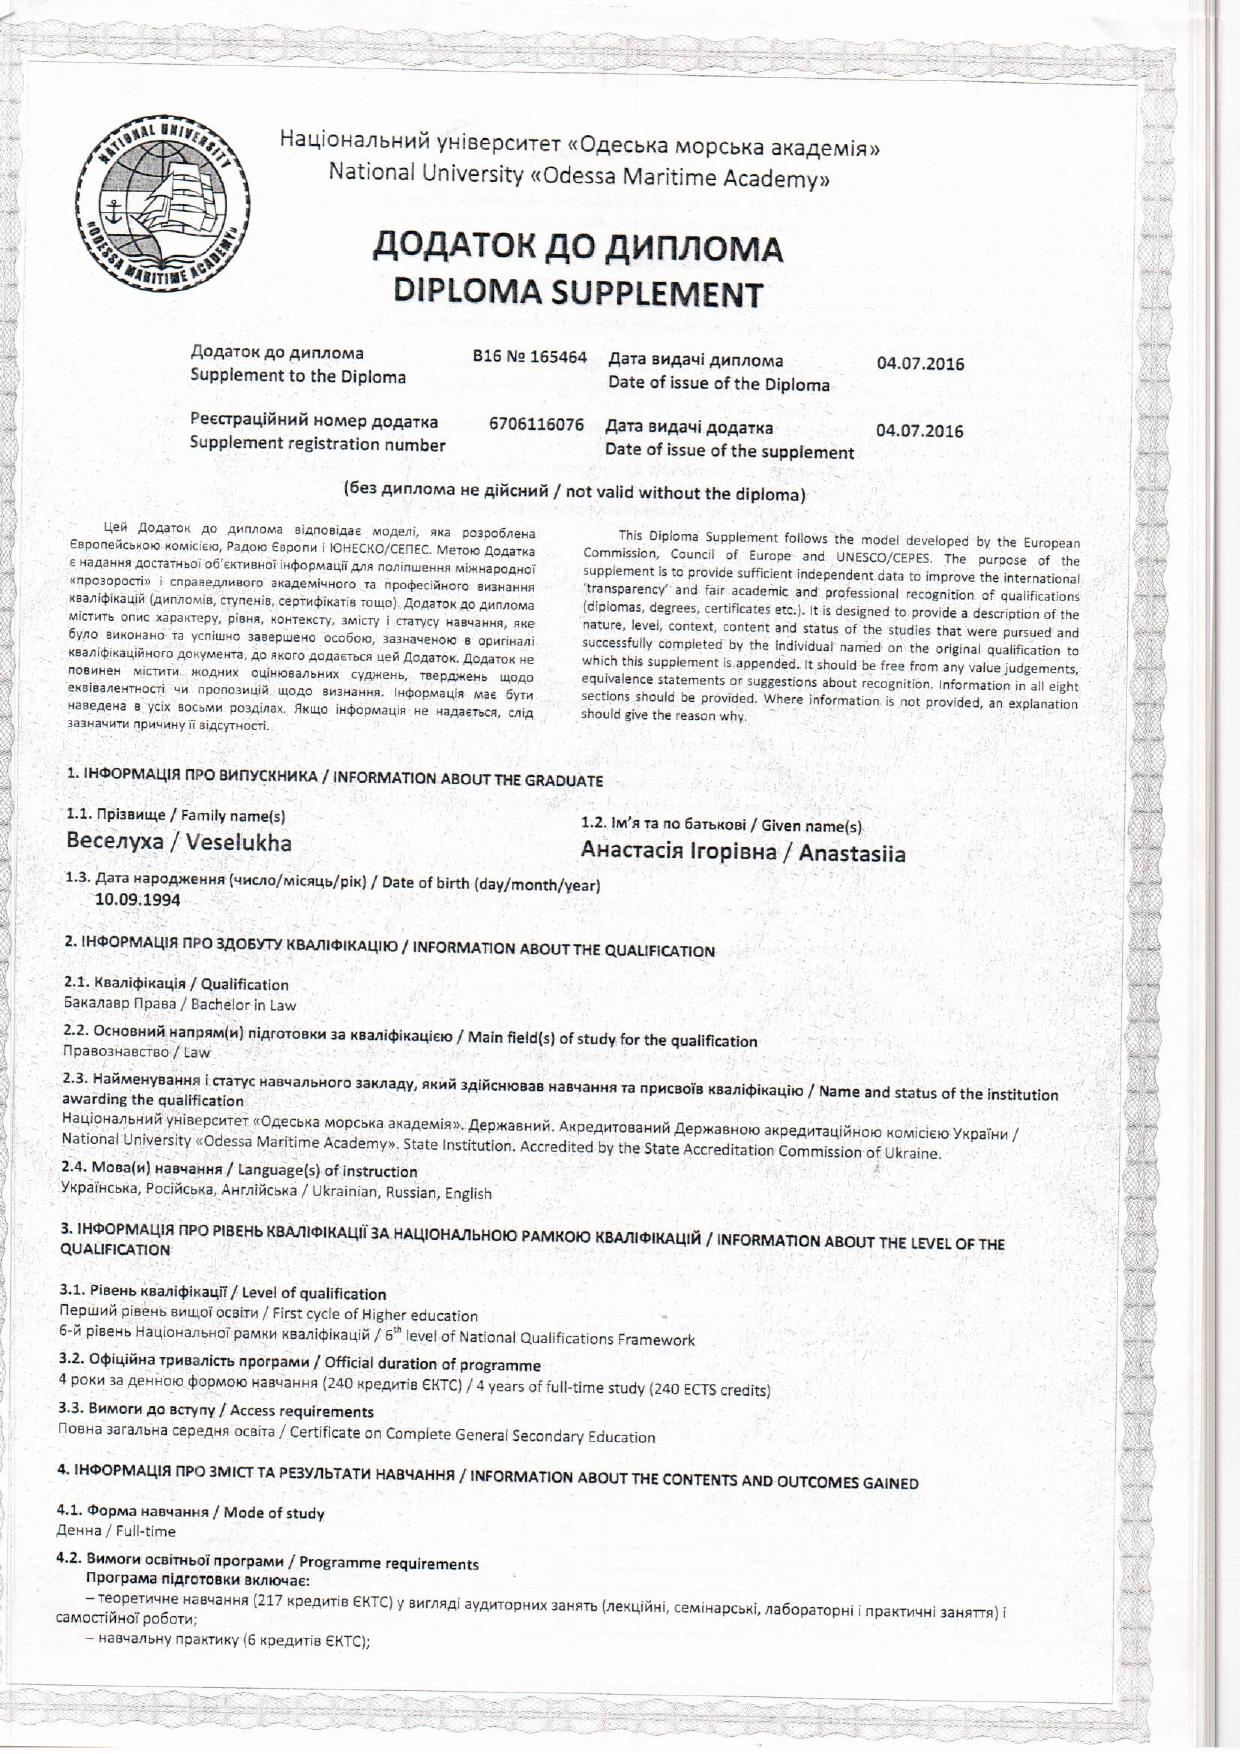 NATIONAL UNIVERSITY
«ODESSA MARITIME ACADEMY»
Національний університет «Одеська морська академія»
National University «Odessa Maritime Academy»
ДОДАТОК ДО ДИПЛОМА
DIPLOMA SUPPLEMENT
Додаток до диплома B16 № 165464 Дата видачі диплома 04.07.2016
Supplement to the Diploma Date of issue of the Diploma
Реєстраційний номер додатка 6706116076 Дата видачі додатка 04.07.2016
Supplement registration number Date of issue of the supplement
(без диплома не дійсний / not valid without the diploma)
Цей Додаток до диплома відповідає моделі, яка розроблена
Європейською комісією, Радою Європи і ЮНЕСКО/СЕПЕС. Метою Додатка
є надання достатньої об’єктивної інформації для поліпшення міжнародної
«прозорості» і справедливого академічного та професійного визнання
кваліфікацій (дипломів, ступенів, сертифікатів тощо). Додаток до диплома
містить опис характеру, рівня, контексту, змісту і статусу навчання, яке
було виконано та успішно завершено особою, зазначеною в оригіналі
кваліфікаційного документа, до якого додається цей Додаток. Додаток не
повинен містити жодних оцінювальних суджень, тверджень щодо
еквівалентності чи пропозицій щодо визнання. Інформація має бути
наведена в усіх восьми розділах. Якщо інформація не надається, слід
зазначити причину її відсутності.
This Diploma Supplement follows the model developed by the European
Commission, Council of Europe and UNESCO/CEPES. The purpose of the
supplement is to provide sufficient independent data to improve the international
‘transparency’ and fair academic and professional recognition of qualifications
(diplomas, degrees, certificates etc.). It is designed to provide a description of the
nature, level, context, content and status of the studies that were pursued and
successfully completed by the individual named on the original qualification to
which this supplement is appended. It should be free from any value judgements,
equivalence statements or suggestions about recognition. Information in all eight
sections should be provided. Where information is not provided, an explanation
should give the reason why.
1. ІНФОРМАЦІЯ ПРО ВИПУСКНИКА / INFORMATION ABOUT THE GRADUATE
1.1. Прізвище / Family name(s)
Веселуха / Veselukha
1.2. Ім’я та по батькові / Given name(s)
Анастасія Ігорівна / Anastasiia
1.3. Дата народження (число/місяць/рік) / Date of birth (day/month/year)
10.09.1994
2. ІНФОРМАЦІЯ ПРО ЗДОБУТУ КВАЛІФІКАЦІЮ / INFORMATION ABOUT THE QUALIFICATION
2.1. Кваліфікація / Qualification
Бакалавр Права / Bachelor in Law
2.2. Основний напрям(и) підготовки за кваліфікацією / Main field(s) of study for the qualification
Правознавство / Law
2.3. Найменування і статус навчального закладу, який здійснював навчання та присвоїв кваліфікацію / Name and status of the institution
awarding the qualification
Національний університет «Одеська морська академія». Державний. Акредитований Державною акредитаційною комісією України /
National University «Odessa Maritime Academy». State Institution. Accredited by the State Accreditation Commission of Ukraine.
2.4. Мова(и) навчання / Language(s) of instruction
Українська, Російська, Англійська / Ukrainian, Russian, English
3. ІНФОРМАЦІЯ ПРО РІВЕНЬ КВАЛІФІКАЦІЇ ЗА НАЦІОНАЛЬНОЮ РАМКОЮ КВАЛІФІКАЦІЙ / INFORMATION ABOUT THE LEVEL OF THE
QUALIFICATION
3.1. Рівень кваліфікації / Level of qualification
Перший рівень вищої освіти / First cycle of Higher education
6-й рівень Національної рамки кваліфікацій / 6th level of National Qualifications Framework
3.2. Офіційна тривалість програми / Official duration of programme
4 роки за денною формою навчання (240 кредитів ЄКТС) / 4 years of full-time study (240 ECTS credits)
3.3. Вимоги до вступу / Access requirements
Повна загальна середня освіта / Certificate on Complete General Secondary Education
4. ІНФОРМАЦІЯ ПРО ЗМІСТ ТА РЕЗУЛЬТАТИ НАВЧАННЯ / INFORMATION ABOUT THE CONTENTS AND OUTCOMES GAINED
4.1. Форма навчання / Mode of study
Денна / Full-time
4.2. Вимоги освітньої програми / Programme requirements
Програма підготовки включає:
– теоретичне навчання (217 кредитів ЄКТС) у вигляді аудиторних занять (лекційні, семінарські, лабораторні і практичні заняття) і
самостійної роботи;
– навчальну практику (6 кредитів ЄКТС);